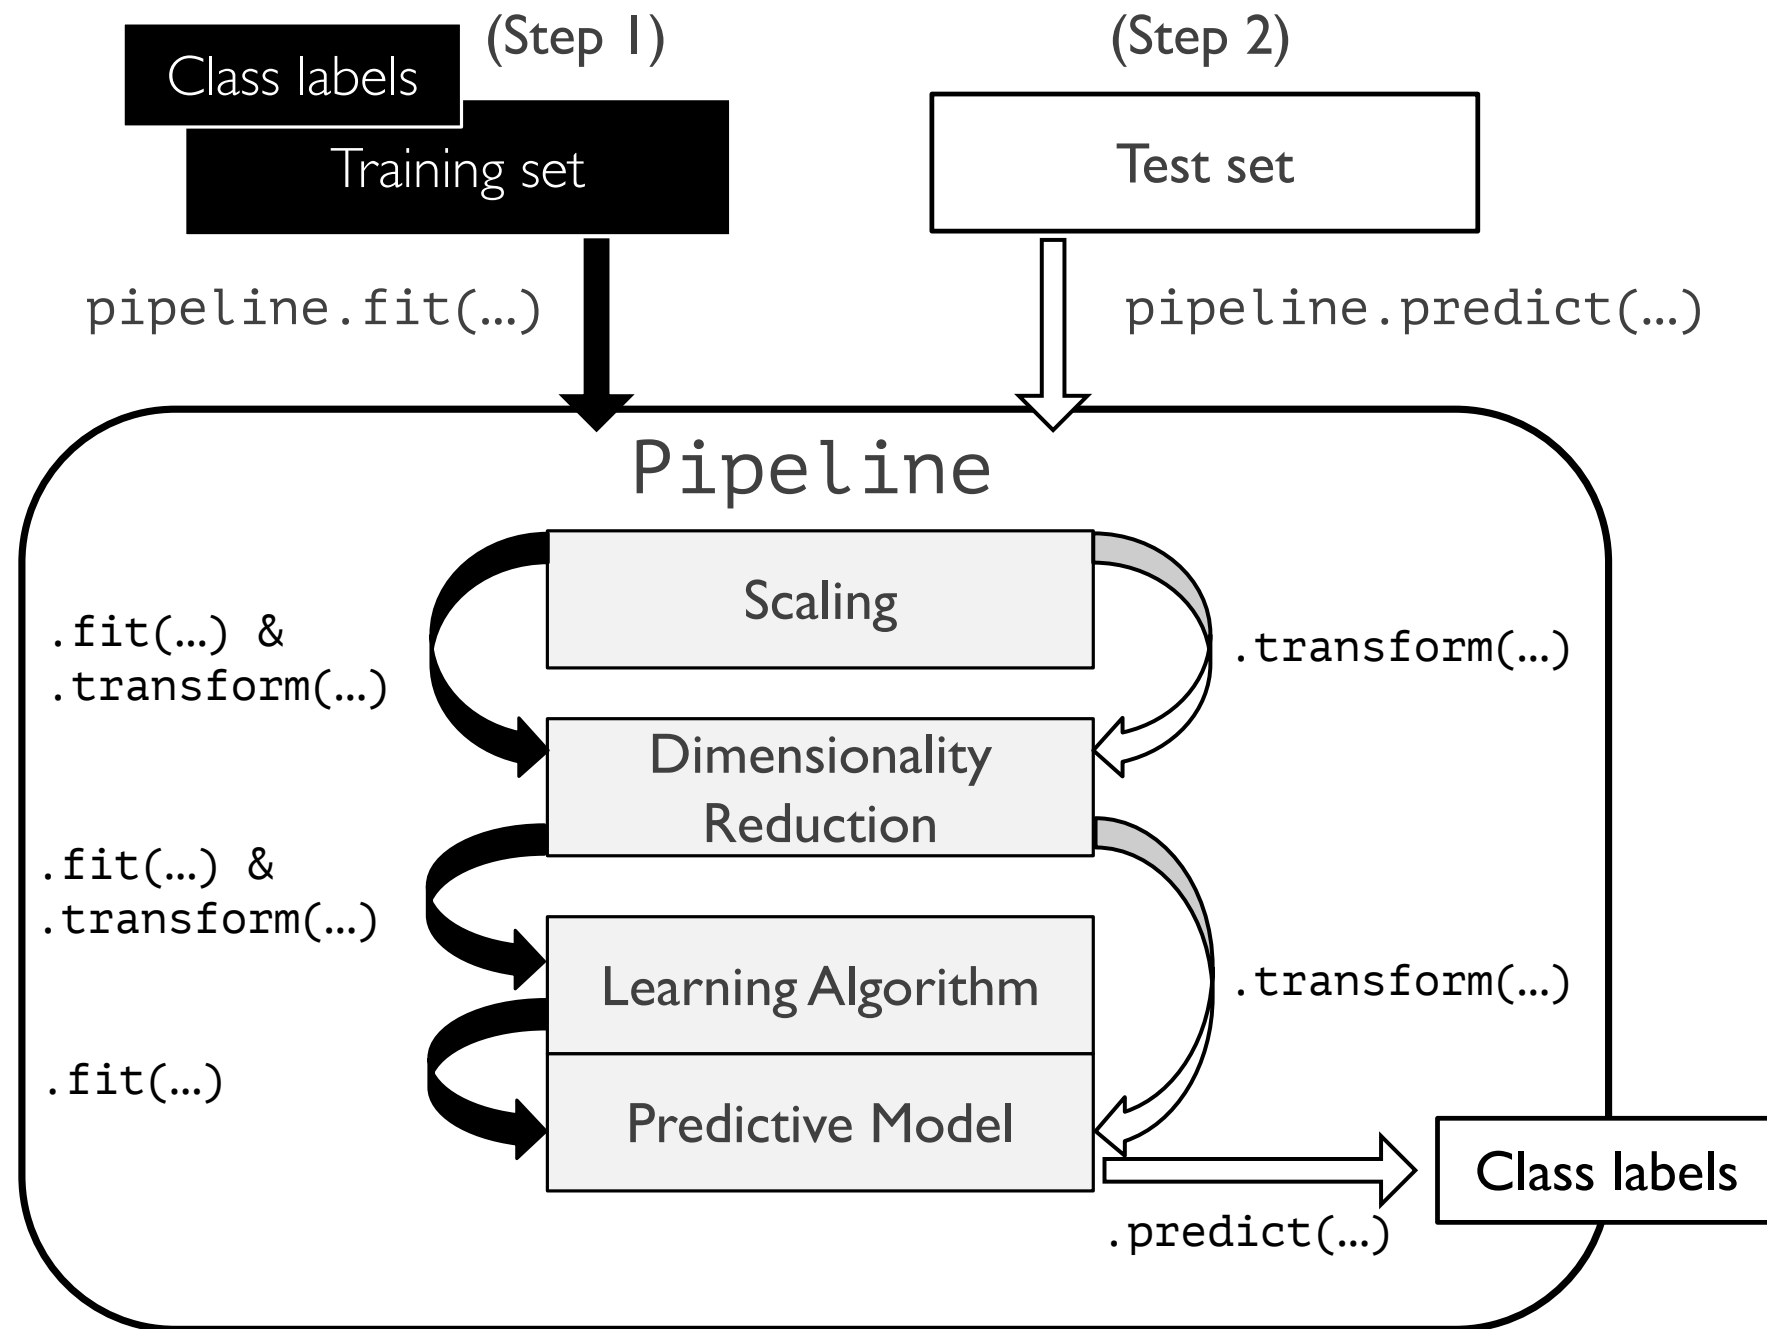 (Step 1)
(Step 2)
Class labels
Training set
Test set
pipeline.fit(…)
pipeline.predict(…)
Pipeline
Scaling
.fit(…) &
.transform(…)
.transform(…)
Dimensionality
Reduction
.fit(…) &
.transform(…)
Learning Algorithm
.transform(…)
.fit(…)
Predictive Model
Class labels
.predict(…)